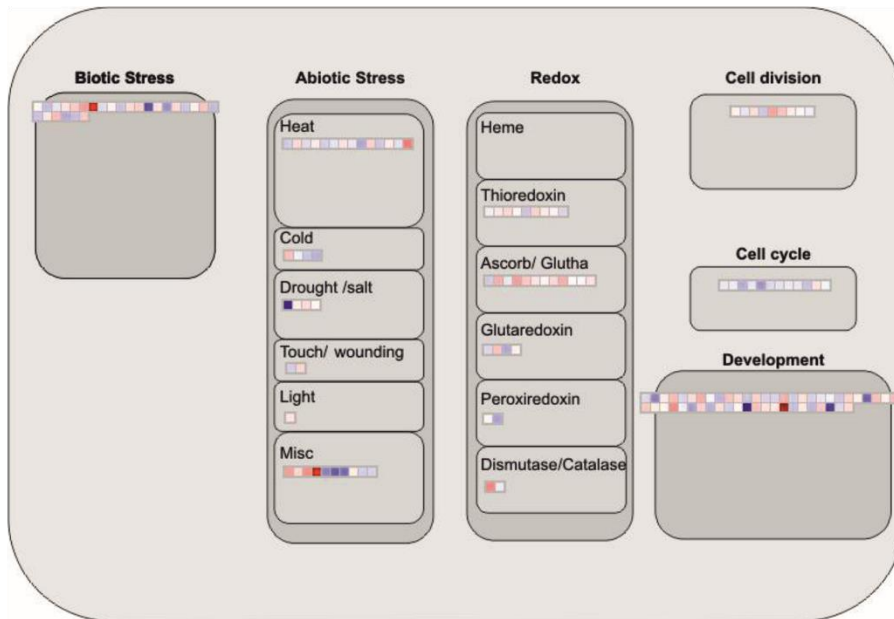 Biotic Stress
Abiotic Stress
Heat
Cold
Drought /salt
Touch/ wounding
Light
Misc
Redox
Heme
Thioredoxin
Ascorb/ Glutha
Glutaredoxin
Peroxiredoxin
Dismutase/Catalase
Cell division
Cell cycle
Development